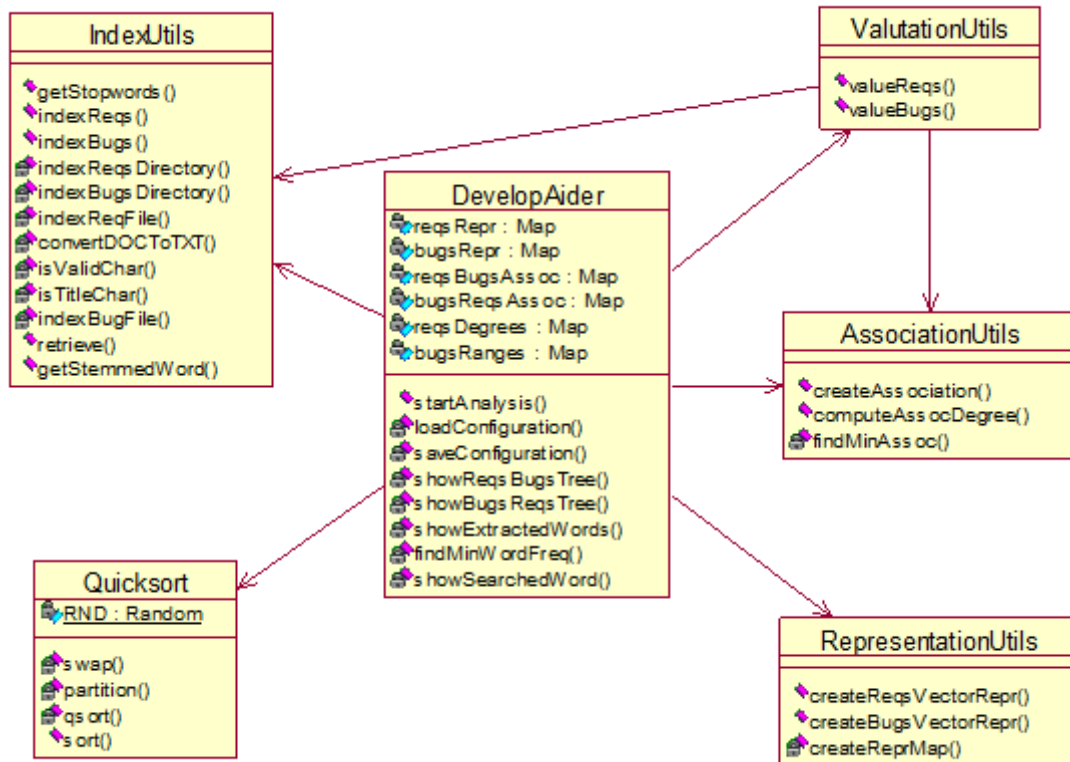 IndexUtils
getStopwords()
indexReqs()
indexBugs()
indexReqsDirectory()
indexBugsDirectory()
indexReqFile()
convertDOCToTXT()
isValidChar()
isTitleChar()
indexBugFile()
retrieve()
getStemmedWord()
ValutationUtils
valueReqs()
valueBugs()
DevelopAider
reqsRepr : Map
bugsRepr : Map
reqsBugsAssoc : Map
bugsReqsAssoc : Map
reqsDegrees : Map
bugsRanges : Map
startAnalysis()
loadConfiguration()
saveConfiguration()
showReqsBugsTree()
showBugsReqsTree()
showExtractedWords()
findMinWordFreq()
showSearchedWord()
AssociationUtils
createAssociation()
computeAssocDegree()
findMinAssoc()
Quicksort
RND : Random
swap()
partition()
qsort()
sort()
RepresentationUtils
createReqsVectorRepr()
createBugsVectorRepr()
createReprMap()